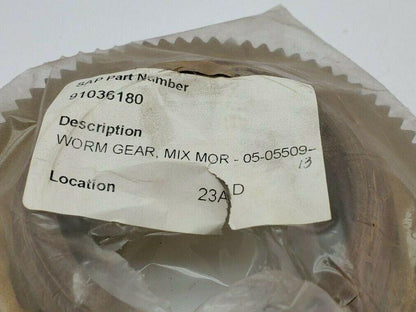 SAP Part Number
91036180
Description
WORM GEAR, MIX MOR - 05-05509-
13
Location 23A D